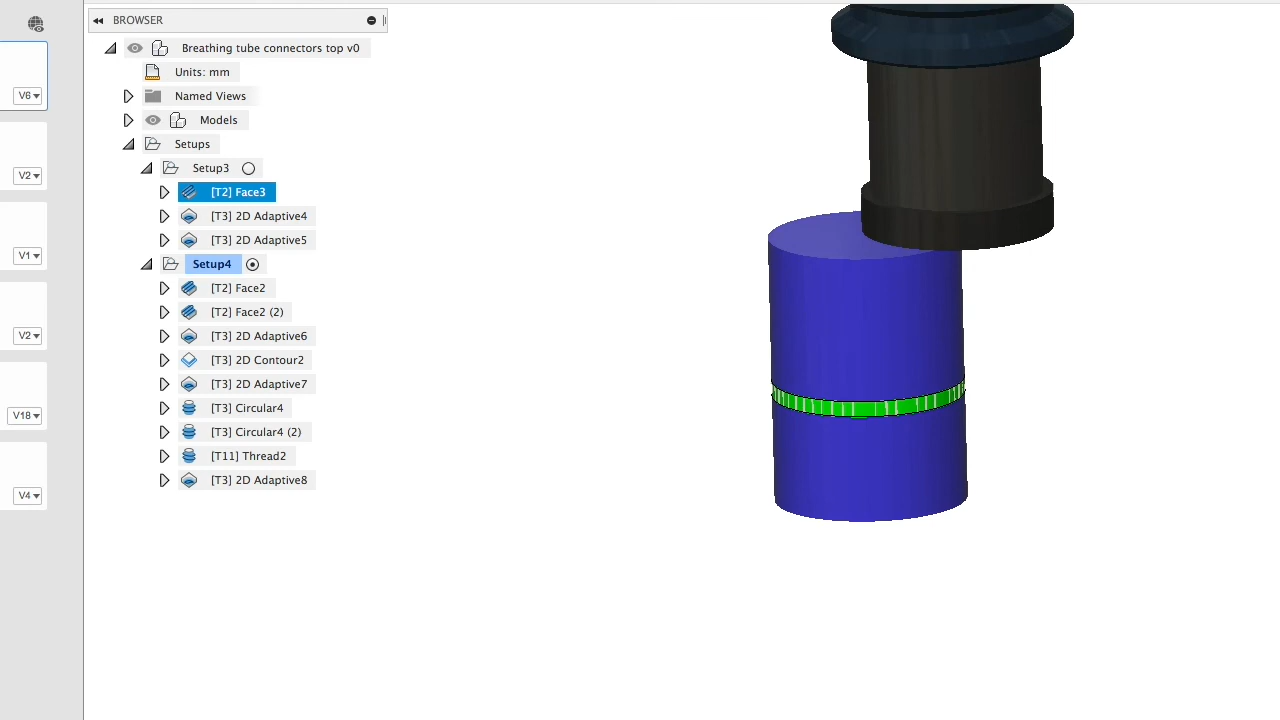 BROWSER
Breathing tube connectors top v0
Units: mm
V6
Named Views
Models
Setups
Setup3
V2
[T2] Face3
[T3] 2D Adaptive4
[T3] 2D Adaptive5
V1
Setup4
[T2] Face2
[T2] Face2 (2)
V2
[T3] 2D Adaptive6
[T3] 2D Contour2
[T3] 2D Adaptive7
V18
[T3] Circular4
[T3] Circular4 (2)
[T11] Thread2
[T3] 2D Adaptive8
V4